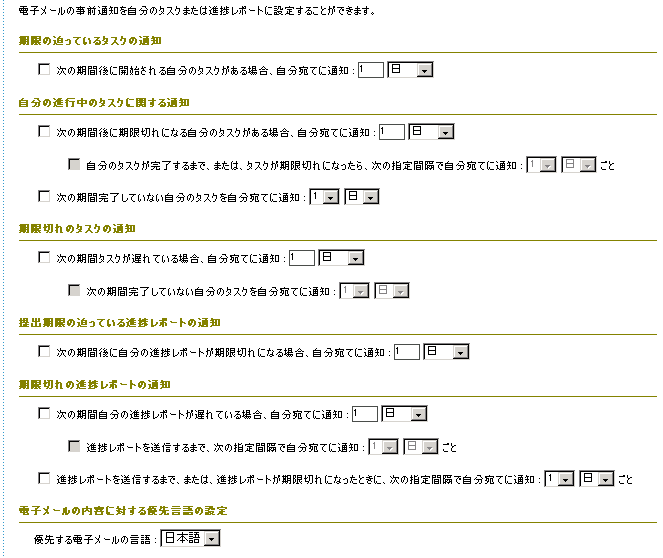 電子メールの事前通知を自分のタスクまたは進捗レポートに設定することができます。
期限の迫っているタスクの通知
次の期間後に開始される自分のタスクがある場合、自分宛てに通知 : 1 日
自分の進行中のタスクに関する通知
次の期間後に期限切れになる自分のタスクがある場合、自分宛てに通知 : 1 日
自分のタスクが完了するまで、または、タスクが期限切れになったら、次の指定間隔で自分宛てに通知 : 1 日 ごと
次の期間完了していない自分のタスクを自分宛てに通知 : 1 日
期限切れのタスクの通知
次の期間タスクが遅れている場合、自分宛てに通知 : 1 日
次の期間完了していない自分のタスクを自分宛てに通知 : 1 日
提出期限の迫っている進捗レポートの通知
次の期間後に自分の進捗レポートが期限切れになる場合、自分宛てに通知 : 1 日
期限切れの進捗レポートの通知
次の期間自分の進捗レポートが遅れている場合、自分宛てに通知 : 1 日
進捗レポートを送信するまで、次の指定間隔で自分宛てに通知 : 1 日 ごと
進捗レポートを送信するまで、または、進捗レポートが期限切れになったときに、次の指定間隔で自分宛てに通知 : 1 日 ごと
電子メールの内容に対する優先言語の設定
優先する電子メールの言語 : 日本語